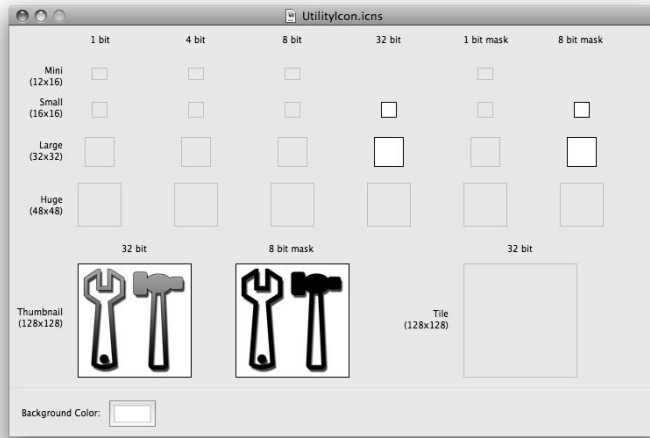 UtilityIcon.icns
1 bit 4 bit 8 bit 32 bit 1 bit mask 8 bit mask
Mini
(12x16)
Small
(16x16)
Large
(32x32)
Huge
(48x48)
32 bit 8 bit mask 32 bit
Thumbnail
(128x128)
Tile
(128x128)
Background Color: